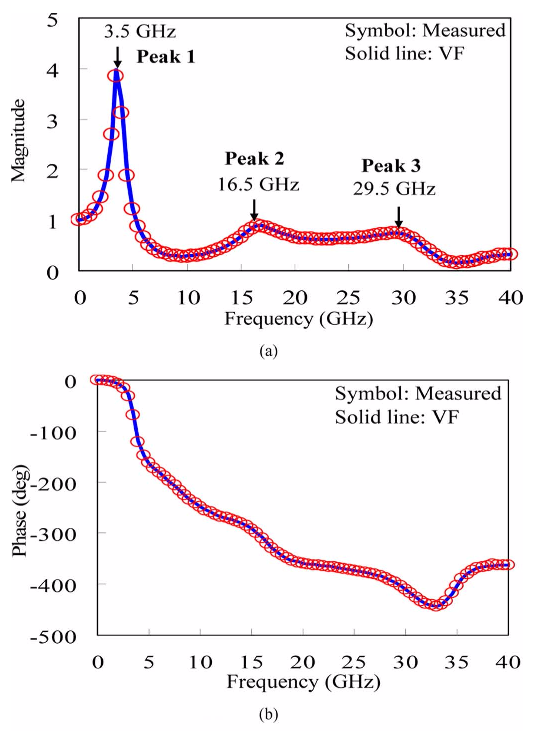 3.5 GHz
Peak 1
Symbol: Measured
Solid line: VF
Peak 2
16.5 GHz
Peak 3
29.5 GHz
Magnitude
5
4
3
2
1
0
0 5 10 15 20 25 30 35 40
Frequency (GHz)
(a)
Symbol: Measured
Solid line: VF
Phase (deg)
0
-100
-200
-300
-400
-500
0 5 10 15 20 25 30 35 40
Frequency (GHz)
(b)